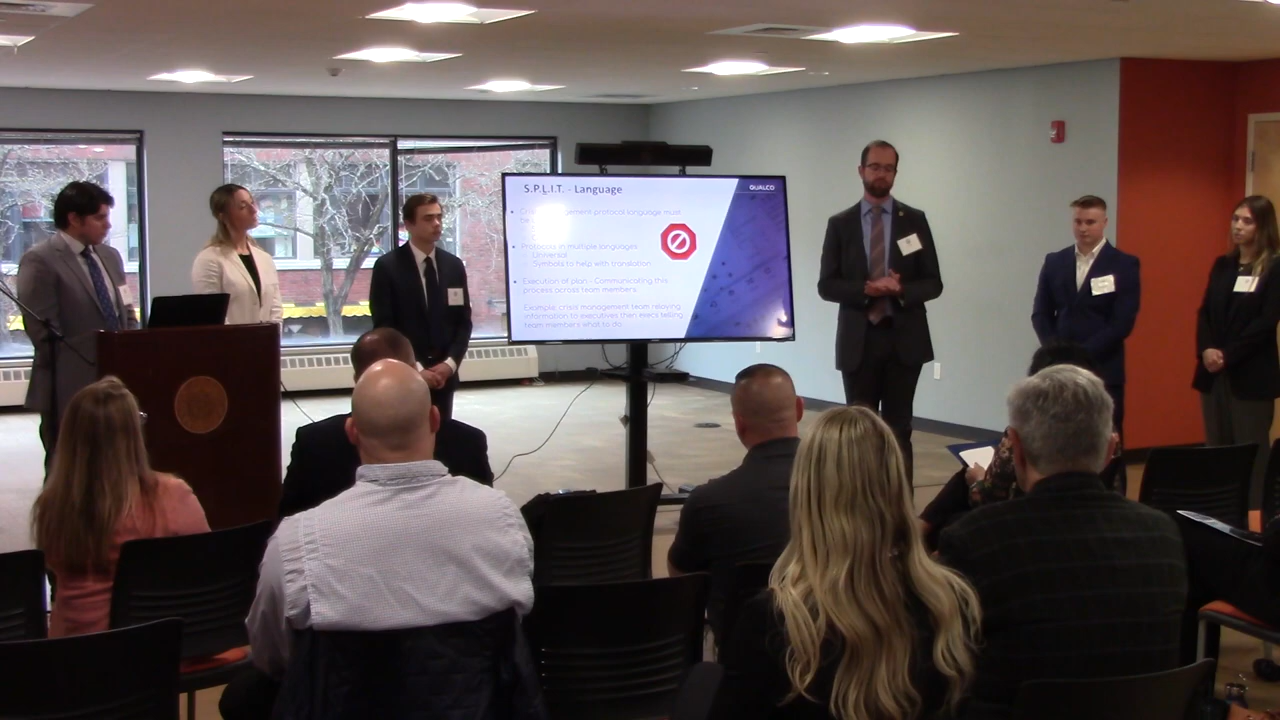 S.P.L.I.T. - Language
QUALCO
management protocol language must
be
Protocols in multiple languages
Universal
Symbols to help with translation
Execution of plan - Communicating this
process across team members.
Example: crisis management team relaying
information to executives then execs telling
team members what to do.